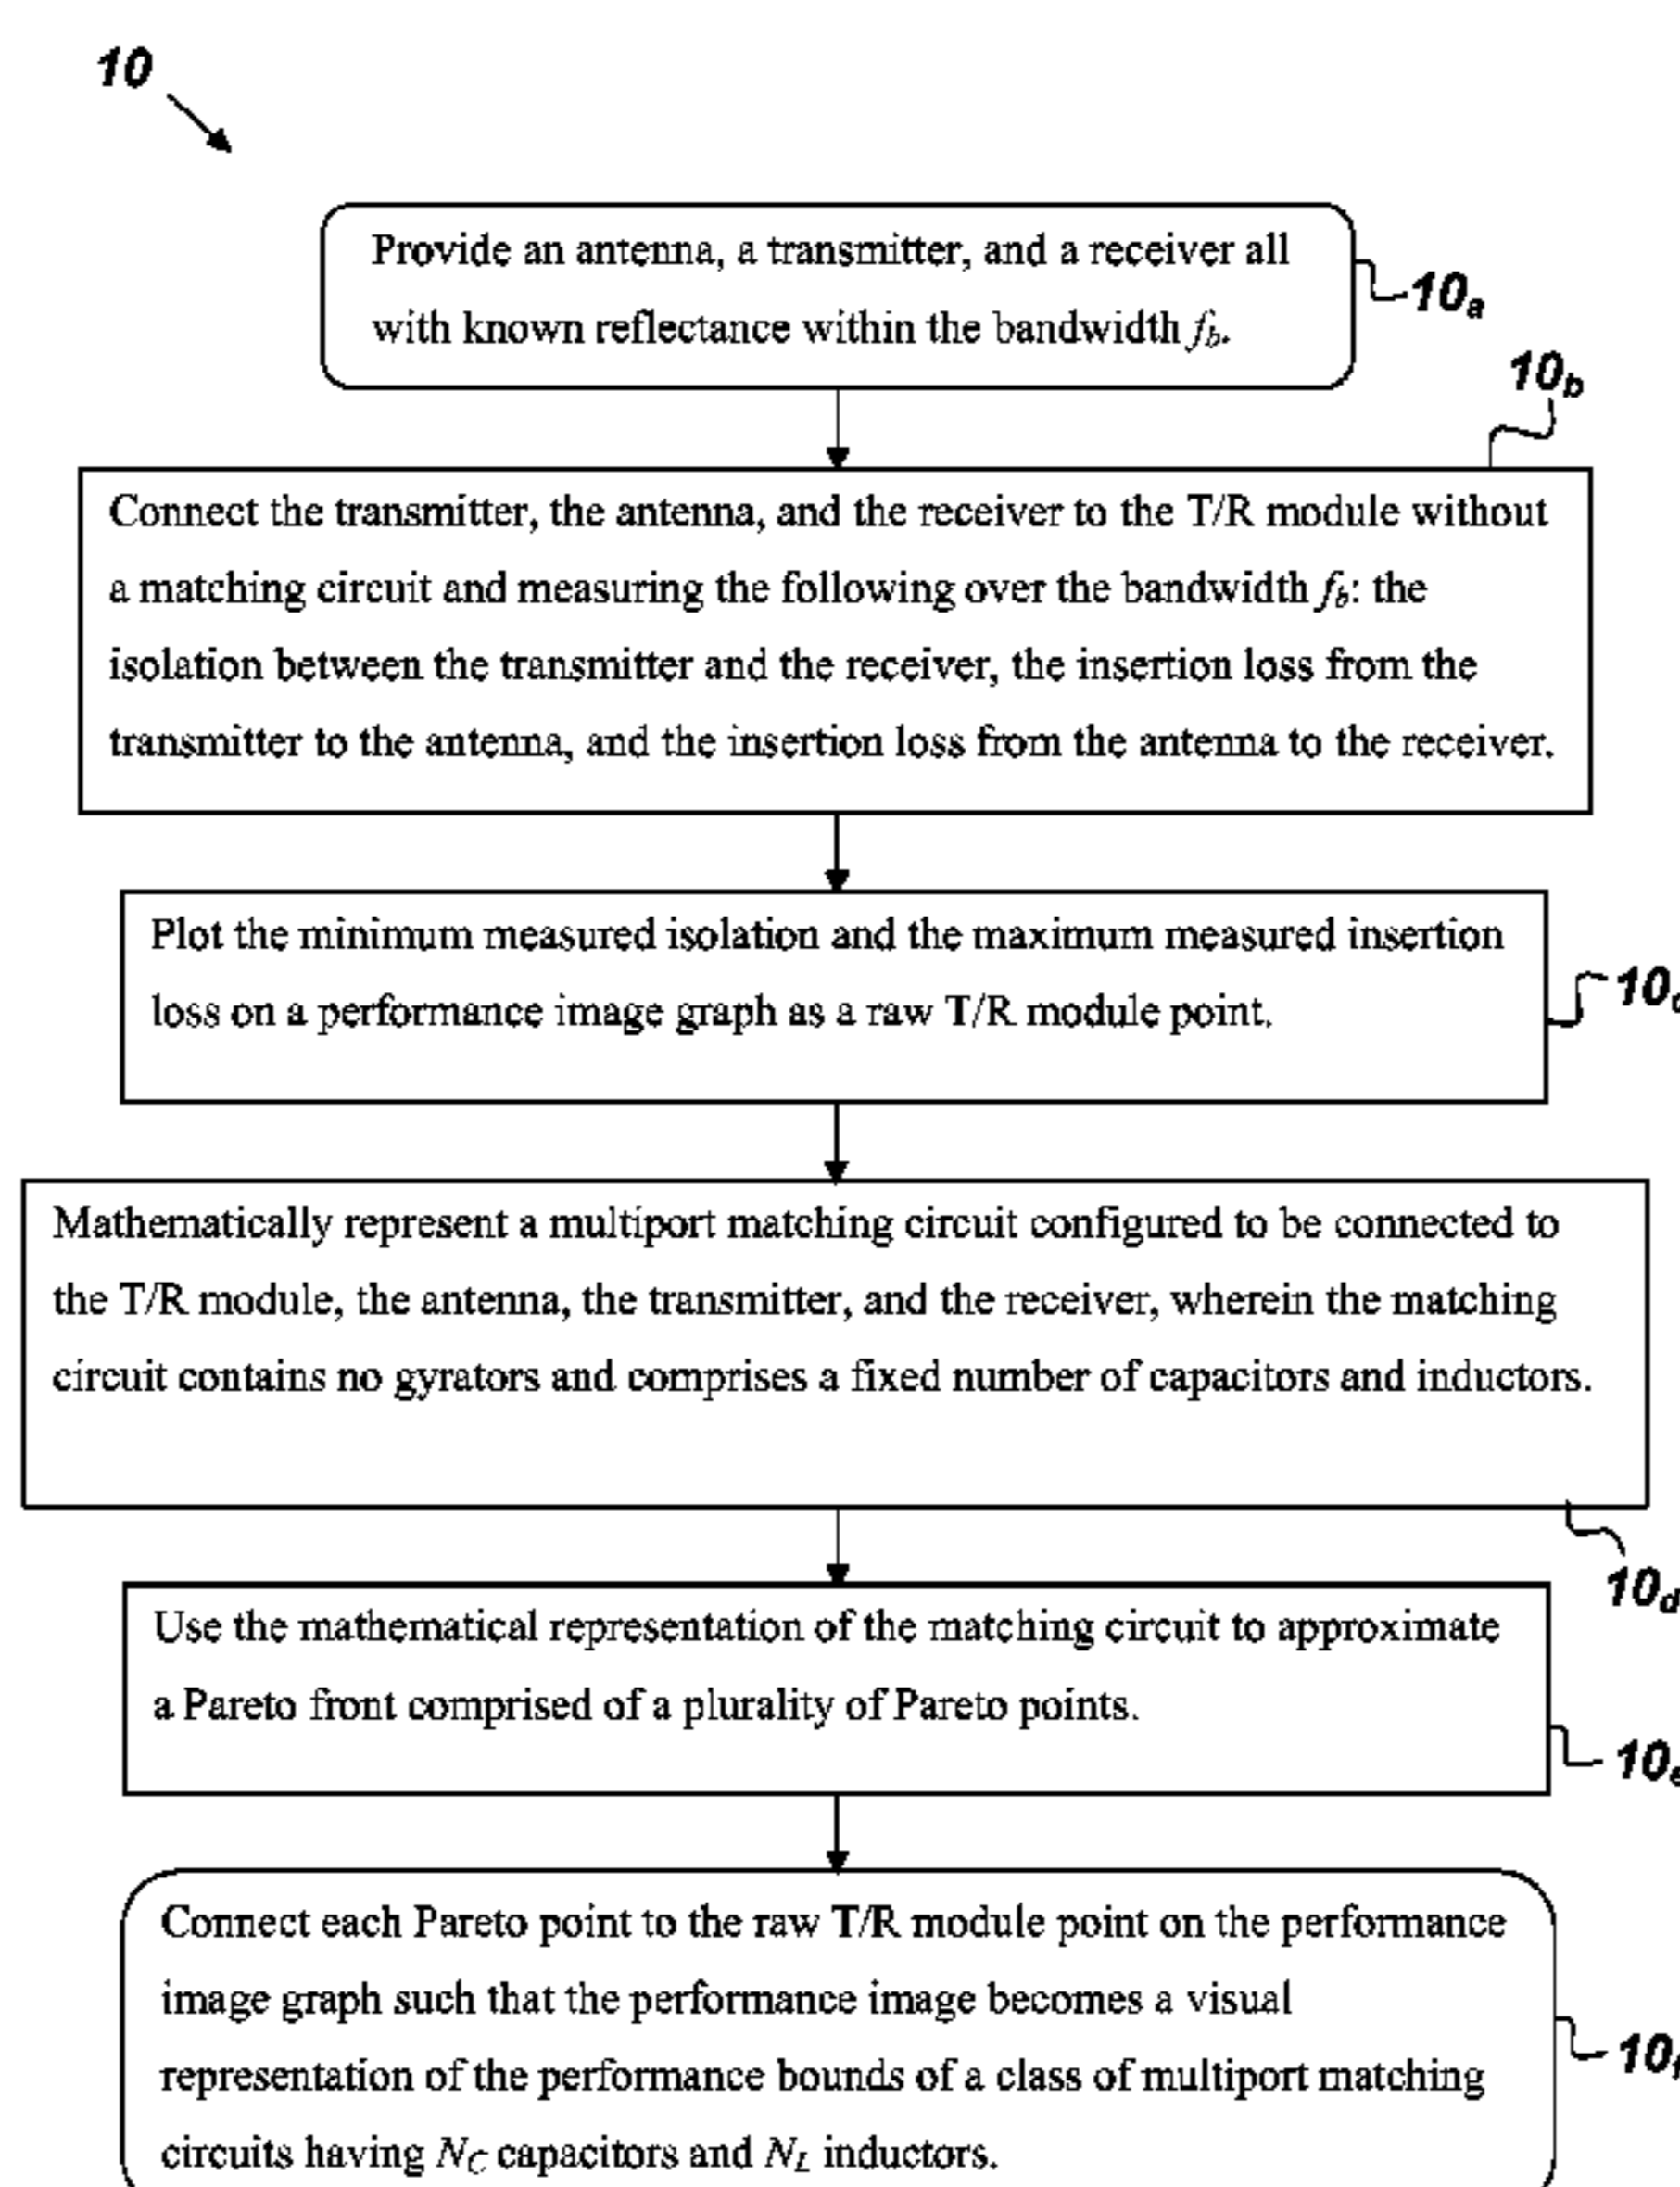 10
Provide an antenna, a transmitter, and a receiver all
with known reflectance within the bandwidth f_b.
10a
10b
Connect the transmitter, the antenna, and the receiver to the T/R module without
a matching circuit and measuring the following over the bandwidth f_b: the
isolation between the transmitter and the receiver, the insertion loss from the
transmitter to the antenna, and the insertion loss from the antenna to the receiver.
Plot the minimum measured isolation and the maximum measured insertion
loss on a performance image graph as a raw T/R module point.
10c
Mathematically represent a multiport matching circuit configured to be connected to
the T/R module, the antenna, the transmitter, and the receiver, wherein the matching
circuit contains no gyrators and comprises a fixed number of capacitors and inductors.
10d
Use the mathematical representation of the matching circuit to approximate
a Pareto front comprised of a plurality of Pareto points.
10e
Connect each Pareto point to the raw T/R module point on the performance
image graph such that the performance image becomes a visual
representation of the performance bounds of a class of multiport matching
circuits having N_C capacitors and N_L inductors.
10f